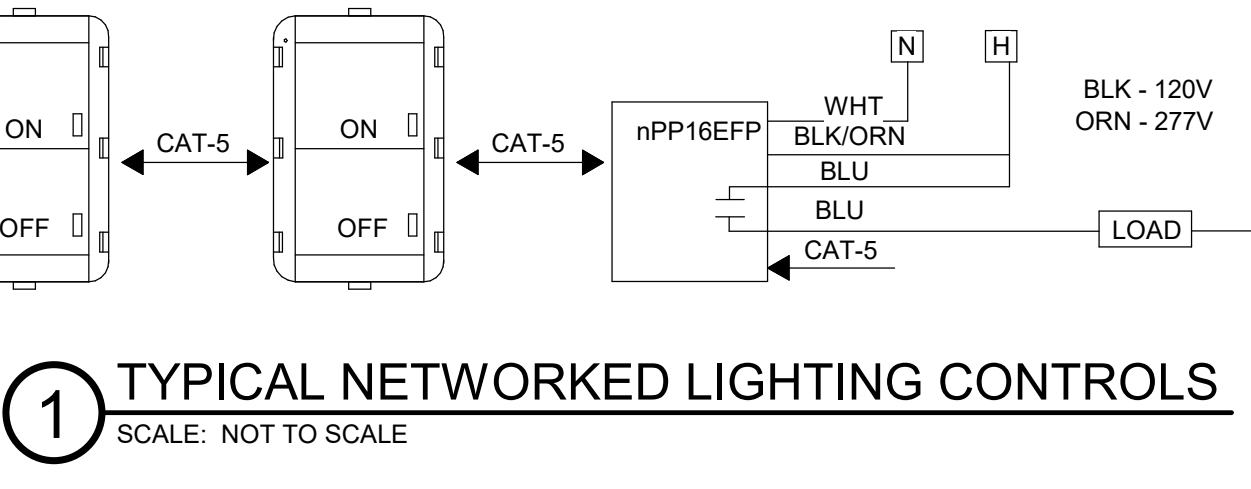 N
H
BLK - 120V
ORN - 277V
WHT
BLK/ORN
BLU
BLU
nPP16EFP
ON
OFF
CAT-5
ON
OFF
CAT-5
CAT-5
LOAD
1
TYPICAL NETWORKED LIGHTING CONTROLS
SCALE: NOT TO SCALE